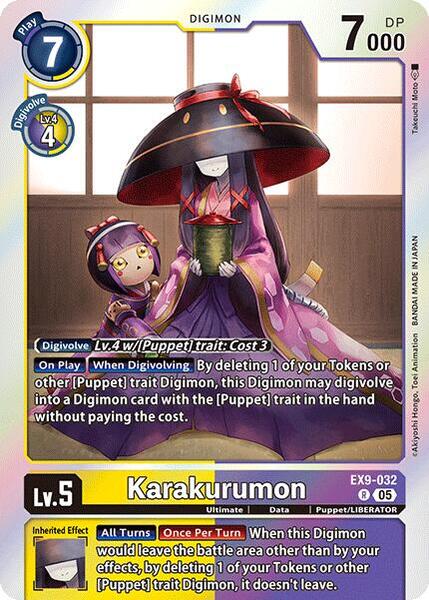 Play
7
DIGIMON
7000 DP
Digivolve
Lv.4
4
Takeuchi Moto
©Akiyoshi Hongo, Toei Animation BANDAI MADE IN JAPAN
Digivolve Lv.4 w/[Puppet] trait: Cost 3
On Play When Digivolving By deleting 1 of your Tokens or
other [Puppet] trait Digimon, this Digimon may digivolve
into a Digimon card with the [Puppet] trait in the hand
without paying the cost.
Lv.5
Karakurumon
EX9-032
R 05
Ultimate | Data | Puppet/LIBERATOR
Inherited Effect
All Turns Once Per Turn When this Digimon
would leave the battle area other than by your
effects, by deleting 1 of your Tokens or other
[Puppet] trait Digimon, it doesn't leave.